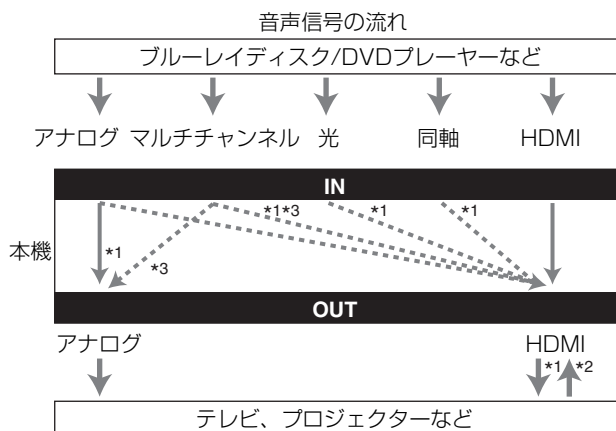 音声信号の流れ
ブルーレイディスク/DVDプレーヤーなど
アナログ マルチチャンネル 光 同軸 HDMI
IN
*1*3 *1 *1
*1
本機
*3
OUT
アナログ HDMI
*1 *2
テレビ、プロジェクターなど